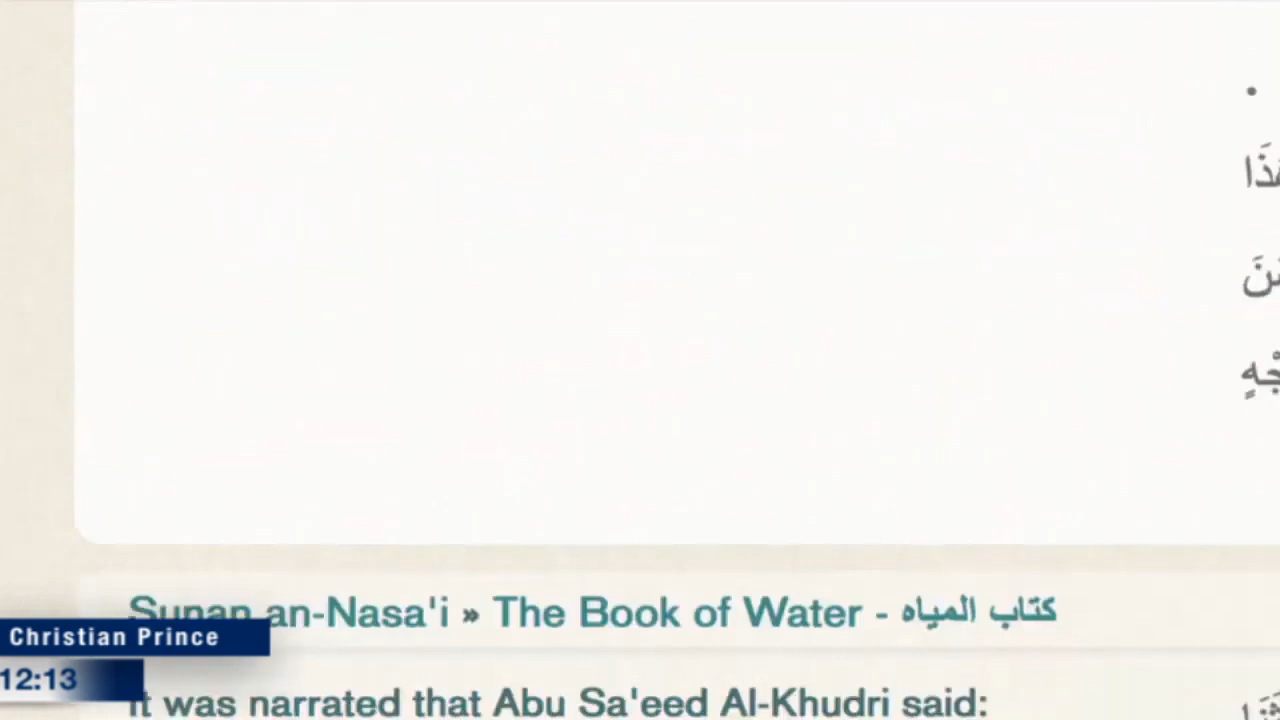 Sunan an-Nasa'i » The Book of Water - كتاب المياه
Christian Prince
12:13
It was narrated that Abu Sa'eed Al-Khudri said: